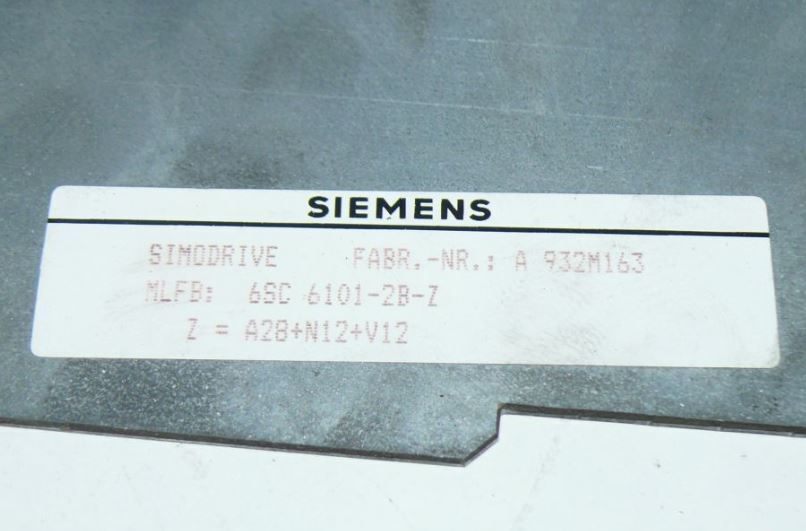 SIEMENS
SIMODRIVE FABR.-NR.: A 932M163
MLFB: 6SC 6101-2B-Z
Z = A28+N12+V12